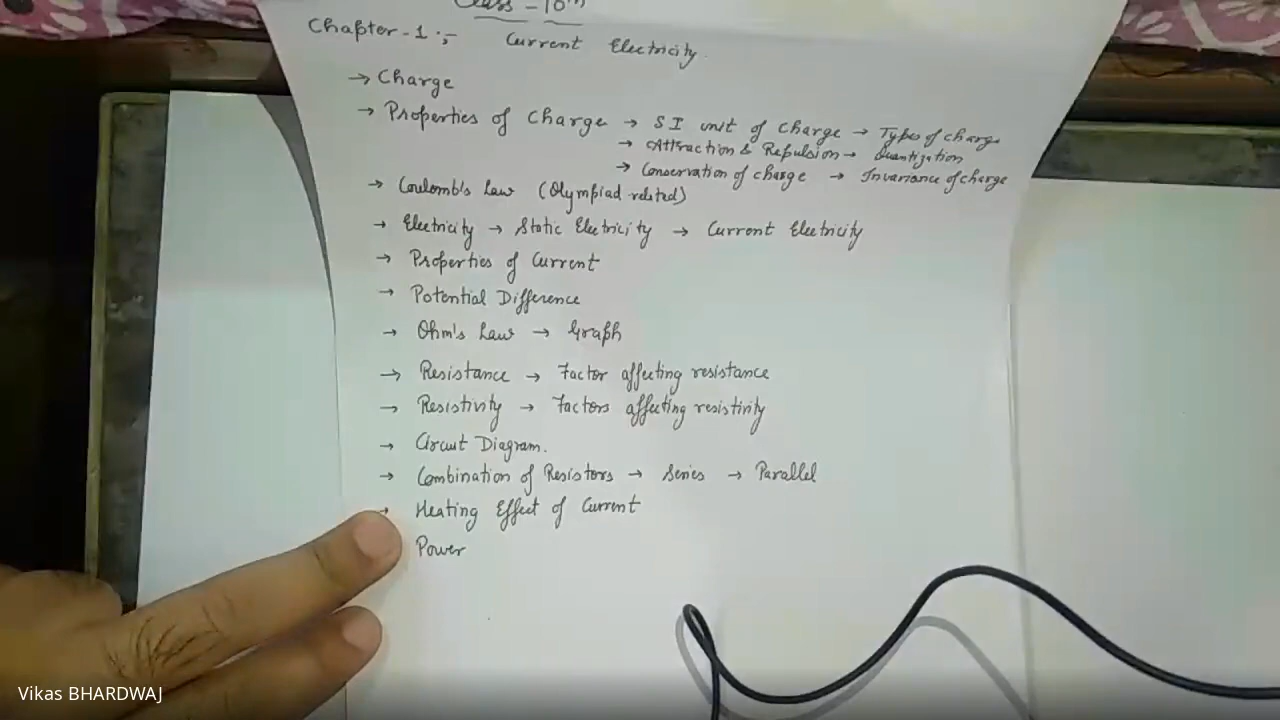 Class - 10th
Chapter-1 :- Current Electricity.
→ Charge
→ Properties of Charge → SI unit of Charge → Types of charge
→ Attraction & Repulsion → Quantization
→ Conservation of charge → Invariance of charge
→ Coulomb's Law (Olympiad related)
→ Electricity → Static Electricity → Current Electricity
→ Properties of Current
→ Potential Difference
→ Ohm's Law → Graph
→ Resistance → Factor affecting resistance
→ Resistivity → Factors affecting resistivity
→ Circuit Diagram.
→ Combination of Resistors → Series → Parallel
→ Heating Effect of Current
Power
Vikas BHARDWAJ